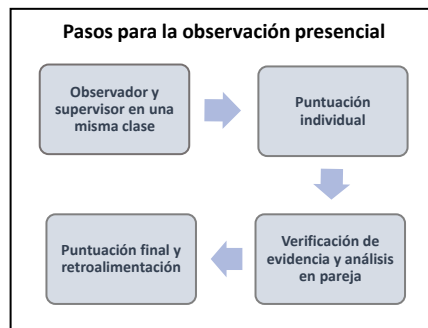 Pasos para la observación presencial
Observador y
supervisor en una
misma clase
Puntuación
individual
Verificación de
evidencia y análisis
en pareja
Puntuación final y
retroalimentación